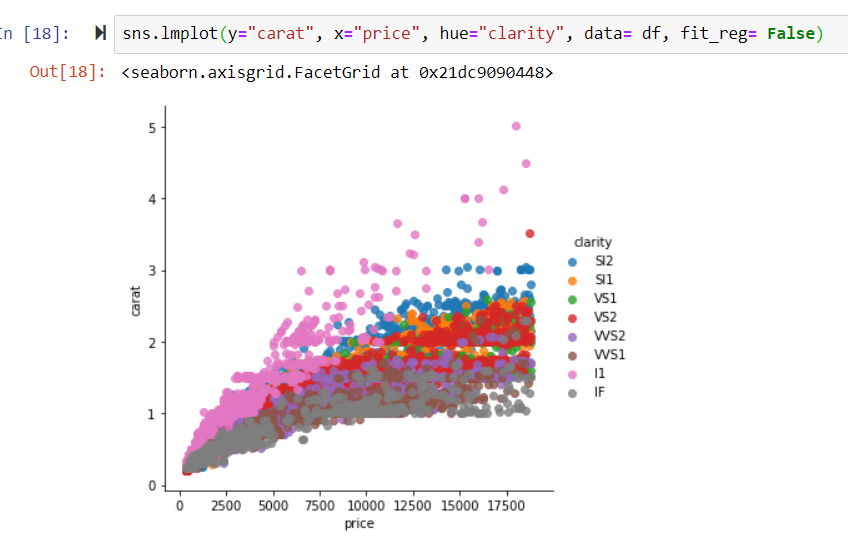 In [18]: sns.lmplot(y="carat", x="price", hue="clarity", data= df, fit_reg= False)
Out[18]: <seaborn.axisgrid.FacetGrid at 0x21dc9090448>
5
4
3
2
1
0
carat
0 2500 5000 7500 10000 12500 15000 17500
price
clarity
SI2
SI1
VS1
VS2
VVS2
VVS1
I1
IF